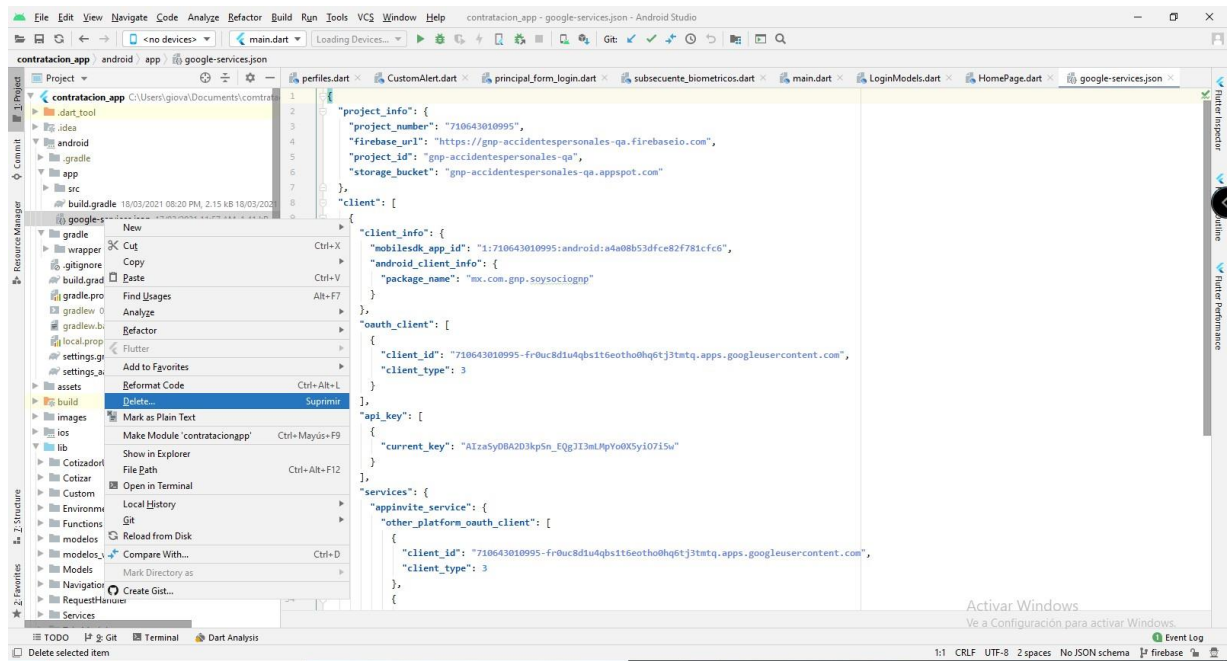 File Edit View Navigate Code Analyze Refactor Build Run Tools VCS Window Help contratacion_app - google-services.json - Android Studio
<no devices> main.dart Loading Devices... Git:
contratacion_app android app google-services.json
Project
perfiles.dart CustomAlert.dart principal_form_login.dart subsecuente_biometricos.dart main.dart LoginModels.dart HomePage.dart google-services.json
1: Project
Commit
Resource Manager
Z: Structure
2: Favorites
contratacion_app C:\Users\giova\Documents\comtrata
.dart_tool
.idea
android
.gradle
app
src
build.gradle 18/03/2021 08:20 PM, 2.15 kB 18/03/202
google-
gradle
wrapper
.gitignore
build.grad
gradle.pro
gradlew
gradlew.b
local.prop
settings.gr
settings_a
assets
build
images
ios
lib
Cotizador
Cotizar
Custom
Environme
Functions
modelos
modelos_v
Models
Navigation
RequestHandler
Services
New
Cut Ctrl+X
Copy
Paste Ctrl+V
Find Usages Alt+F7
Analyze
Refactor
Flutter
Add to Favorites
Reformat Code Ctrl+Alt+L
Delete... Suprimir
Mark as Plain Text
Make Module 'contratacionapp' Ctrl+Mayús+F9
Show in Explorer
File Path Ctrl+Alt+F12
Open in Terminal
Local History
Git
Reload from Disk
Compare With... Ctrl+D
Mark Directory as
Create Gist...
1 {
2 "project_info": {
3 "project_number": "710643010995",
4 "firebase_url": "https://gnp-accidentespersonales-qa.firebaseio.com",
5 "project_id": "gnp-accidentespersonales-qa",
6 "storage_bucket": "gnp-accidentespersonales-qa.appspot.com"
7 },
8 "client": [
9 {
"client_info": {
"mobilesdk_app_id": "1:710643010995:android:a4a08b53dfce82f781cfc6",
"android_client_info": {
"package_name": "mx.com.gnp.soysociognp"
}
},
"oauth_client": [
{
"client_id": "710643010995-fr0uc8d1u4qbs1t6eotho0hq6tj3tmtq.apps.googleusercontent.com",
"client_type": 3
}
],
"api_key": [
{
"current_key": "AIzaSyDBA2D3kpSn_EQgJI3mLMpYo0X5yiO7i5w"
}
],
"services": {
"appinvite_service": {
"other_platform_oauth_client": [
{
"client_id": "710643010995-fr0uc8d1u4qbs1t6eotho0hq6tj3tmtq.apps.googleusercontent.com",
"client_type": 3
},
{
Flutter Inspector
Outline
Flutter Performance
Activar Windows
Ve a Configuración para activar Windows.
TODO 9: Git Terminal Dart Analysis 1 Event Log
Delete selected item 1:1 CRLF UTF-8 2 spaces No JSON schema firebase